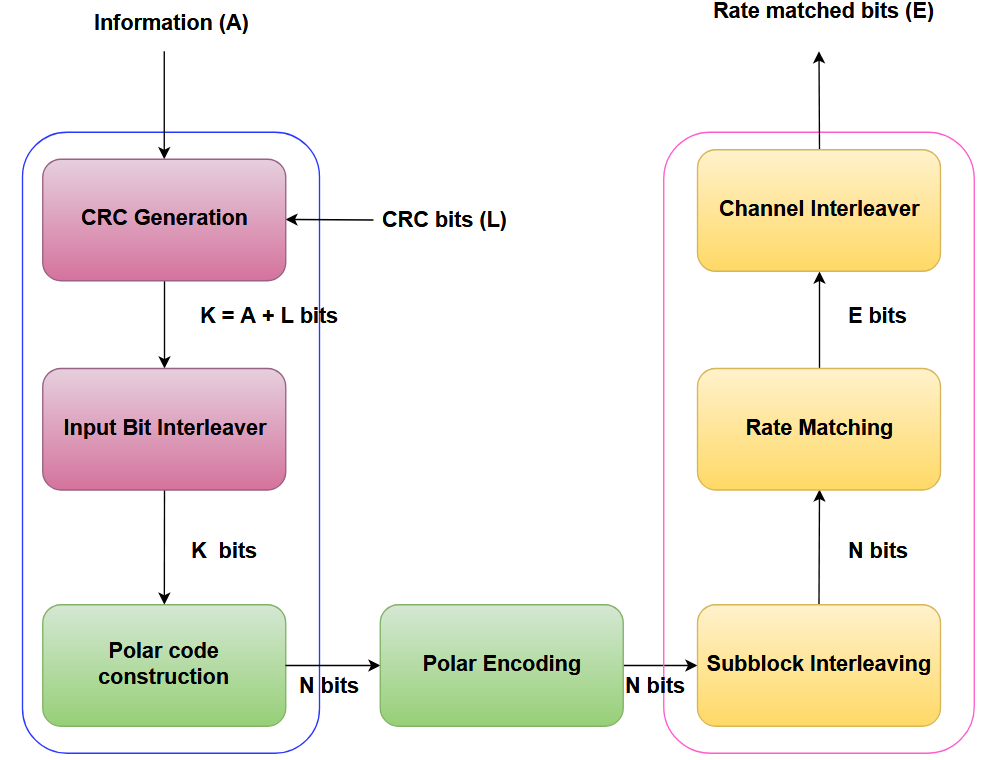 Information (A)
CRC Generation
CRC bits (L)
K = A + L bits
Input Bit Interleaver
K  bits
Polar code
construction
N bits
Polar Encoding
N bits
Subblock Interleaving
N bits
Rate Matching
E bits
Channel Interleaver
Rate matched bits (E)